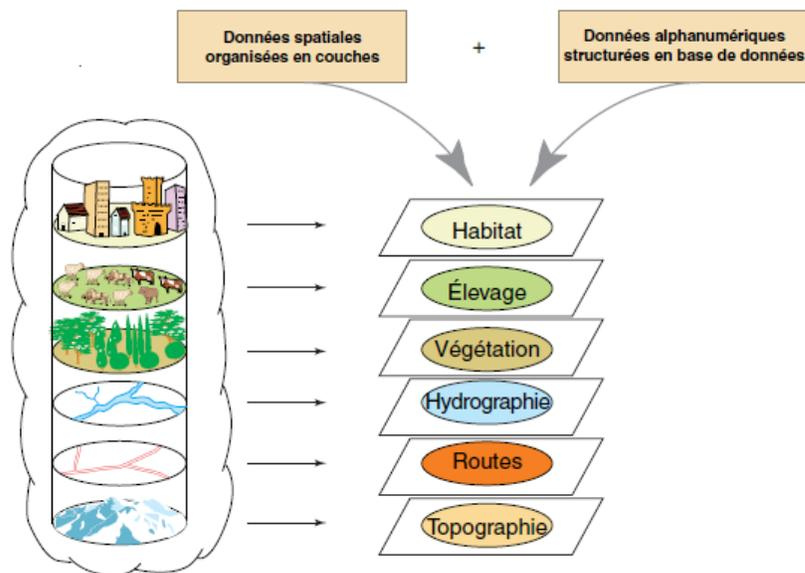 Données spatiales
organisées en couches
+
Données alphanumériques
structurées en base de données
Habitat
Élevage
Végétation
Hydrographie
Routes
Topographie